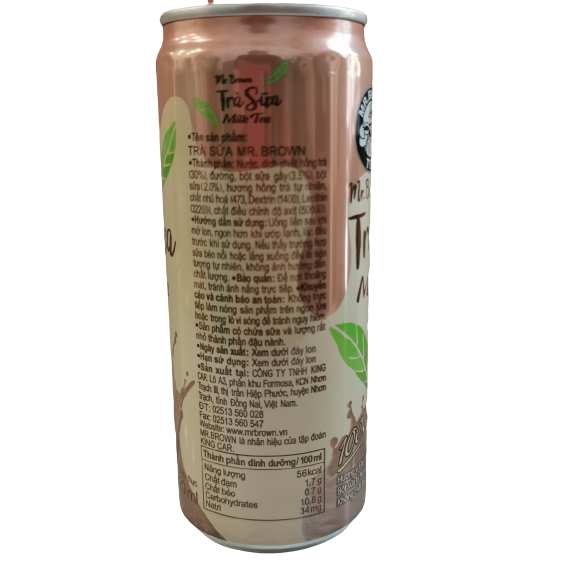 Mr. Brown
Trà Sữa
Milk Tea
•Tên sản phẩm:
TRÀ SỮA MR. BROWN
•Thành phần: Nước, dịch chiết hồng trà
(30%), đường, bột sữa gầy (3.5%), bột
sữa (2.0%), hương hồng trà tự nhiên,
chất nhũ hoá (473, Dextrin (1400), Lecithin
(322(i))), chất điều chỉnh độ axit (500(ii)).
•Hướng dẫn sử dụng: Uống liền sau khi
mở lon, ngon hơn khi ướp lạnh, lắc đều
trước khi sử dụng. Nếu thấy trường hợp
sữa bén nổi hoặc lắng xuống đều là hiện
tượng tự nhiên, không ảnh hưởng đến
chất lượng. •Bảo quản: Để nơi thoáng
mát, tránh ánh nắng trực tiếp. •Khuyến
cáo và cảnh báo an toàn: Không trực
tiếp làm nóng sản phẩm trên ngọn lửa
hoặc trong lò vi sóng để tránh nguy hiểm.
•Sản phẩm có chứa sữa và lượng rất
nhỏ thành phần đậu nành.
•Ngày sản xuất: Xem dưới đáy lon
•Hạn sử dụng: Xem dưới đáy lon
•Sản xuất tại: CÔNG TY TNHH KING
CAR. Lô A3, phân khu Formosa, KCN Nhơn
Trạch III, thị trấn Hiệp Phước, huyện Nhơn
Trạch, tỉnh Đồng Nai, Việt Nam.
ĐT: 02513 560 028
Fax: 02513 560 547
Website: www.mrbrown.vn
MR BROWN là nhãn hiệu của tập đoàn
KING CAR.
Thành phần dinh dưỡng/100ml
Năng lượng 56kcal
Chất đạm 1,7g
Chất béo 0.7g
Carbohydrates 10,8g
Natri 34mg
ml
100%